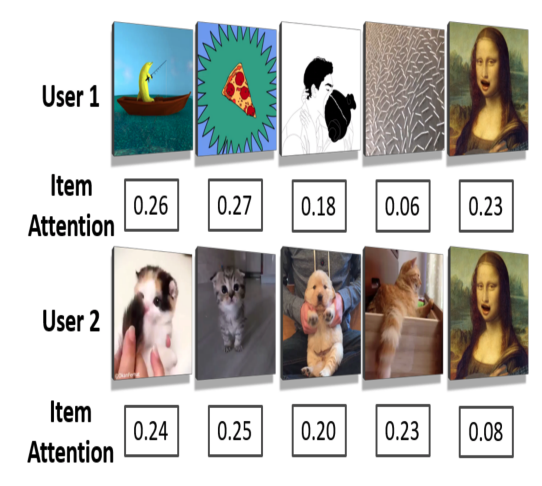 User 1
Item
Attention
0.26 0.27 0.18 0.06 0.23
User 2
Item
Attention
0.24 0.25 0.20 0.23 0.08